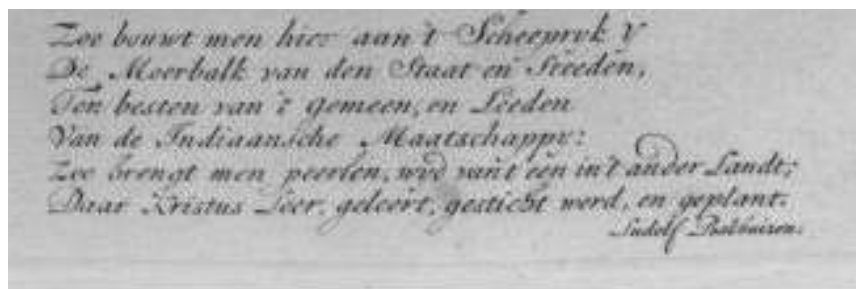 Zoo bouwt men hier aan 't Scheepryk Y
De Moerbalk van den Staat en Steeden,
Ten besten van 't gemeen, en Leeden
Van de Indiaansche Maatschappy:
Zoo brengt men peerlen, wyd van't een in't ander Landt;
Daar Kristus Leer, geleert, gesticht werd, en geplant.
Ludolf Bakhuizen.